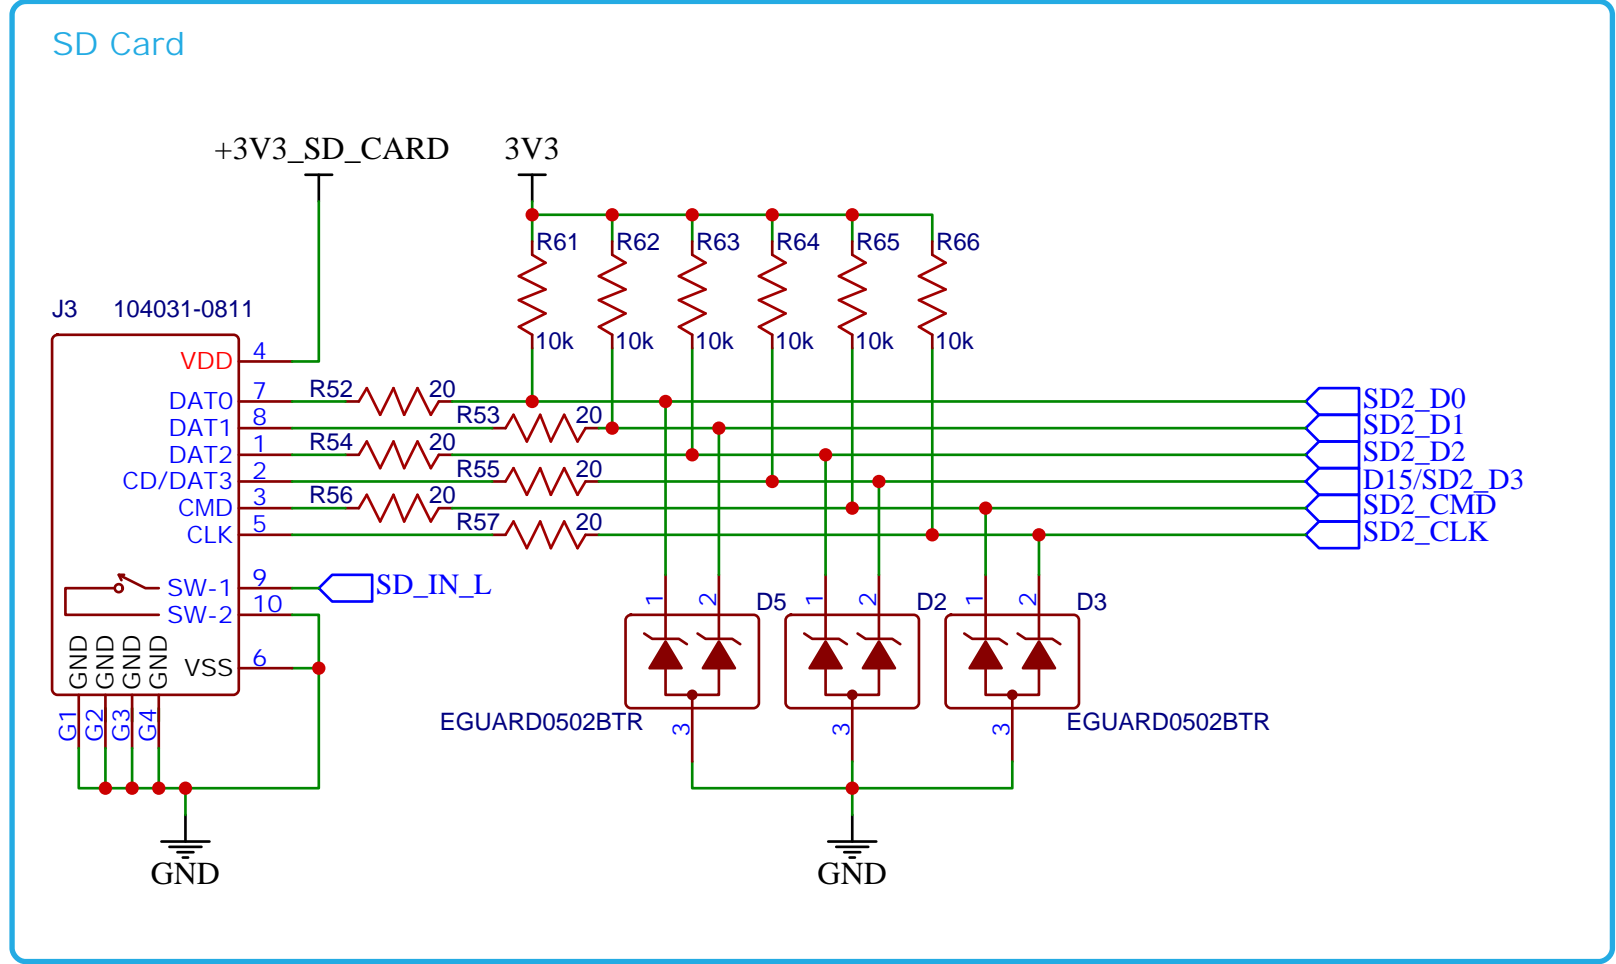 SD Card
+3V3_SD_CARD 3V3
R61 R62 R63 R64 R65 R66
10k 10k 10k 10k 10k 10k
J3 104031-0811
VDD 4
DAT0 7 R52 20 SD2_D0
DAT1 8 R53 20 SD2_D1
DAT2 1 R54 20 SD2_D2
CD/DAT3 2 R55 20 D15/SD2_D3
CMD 3 R56 20 SD2_CMD
CLK 5 R57 20 SD2_CLK
SW-1 9 SD_IN_L
SW-2 10
1 2 D5 1 2 D2 1 2 D3
GND GND GND GND VSS 6
G1 G2 G3 G4
EGUARD0502BTR 3 3 3 EGUARD0502BTR
GND GND